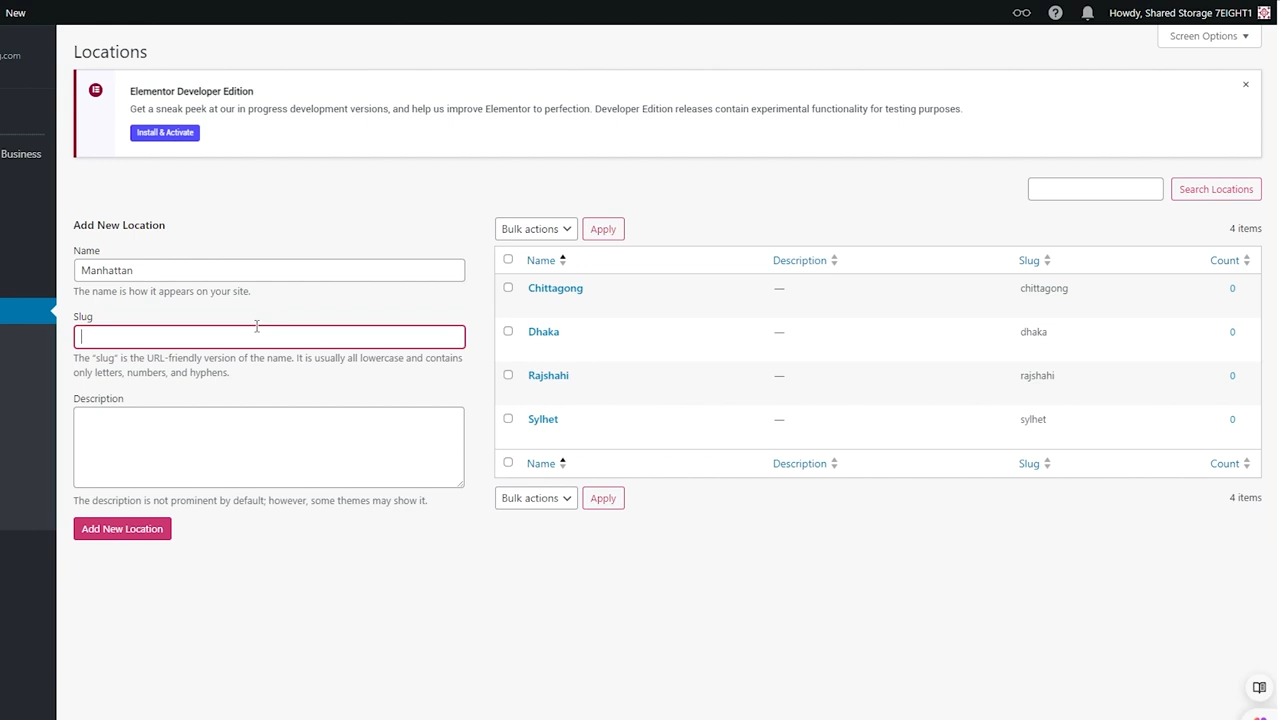 New
Howdy, Shared Storage 7EIGHT1
g.com
Business
Locations
Screen Options
Elementor Developer Edition
Get a sneak peek at our in progress development versions, and help us improve Elementor to perfection. Developer Edition releases contain experimental functionality for testing purposes.
Install & Activate
Search Locations
Add New Location
Name
Manhattan
The name is how it appears on your site.
Slug
The “slug” is the URL-friendly version of the name. It is usually all lowercase and contains
only letters, numbers, and hyphens.
Description
The description is not prominent by default; however, some themes may show it.
Add New Location
Bulk actions Apply 4 items
Name Description Slug Count
Chittagong — chittagong 0
Dhaka — dhaka 0
Rajshahi — rajshahi 0
Sylhet — sylhet 0
Name Description Slug Count
Bulk actions Apply 4 items